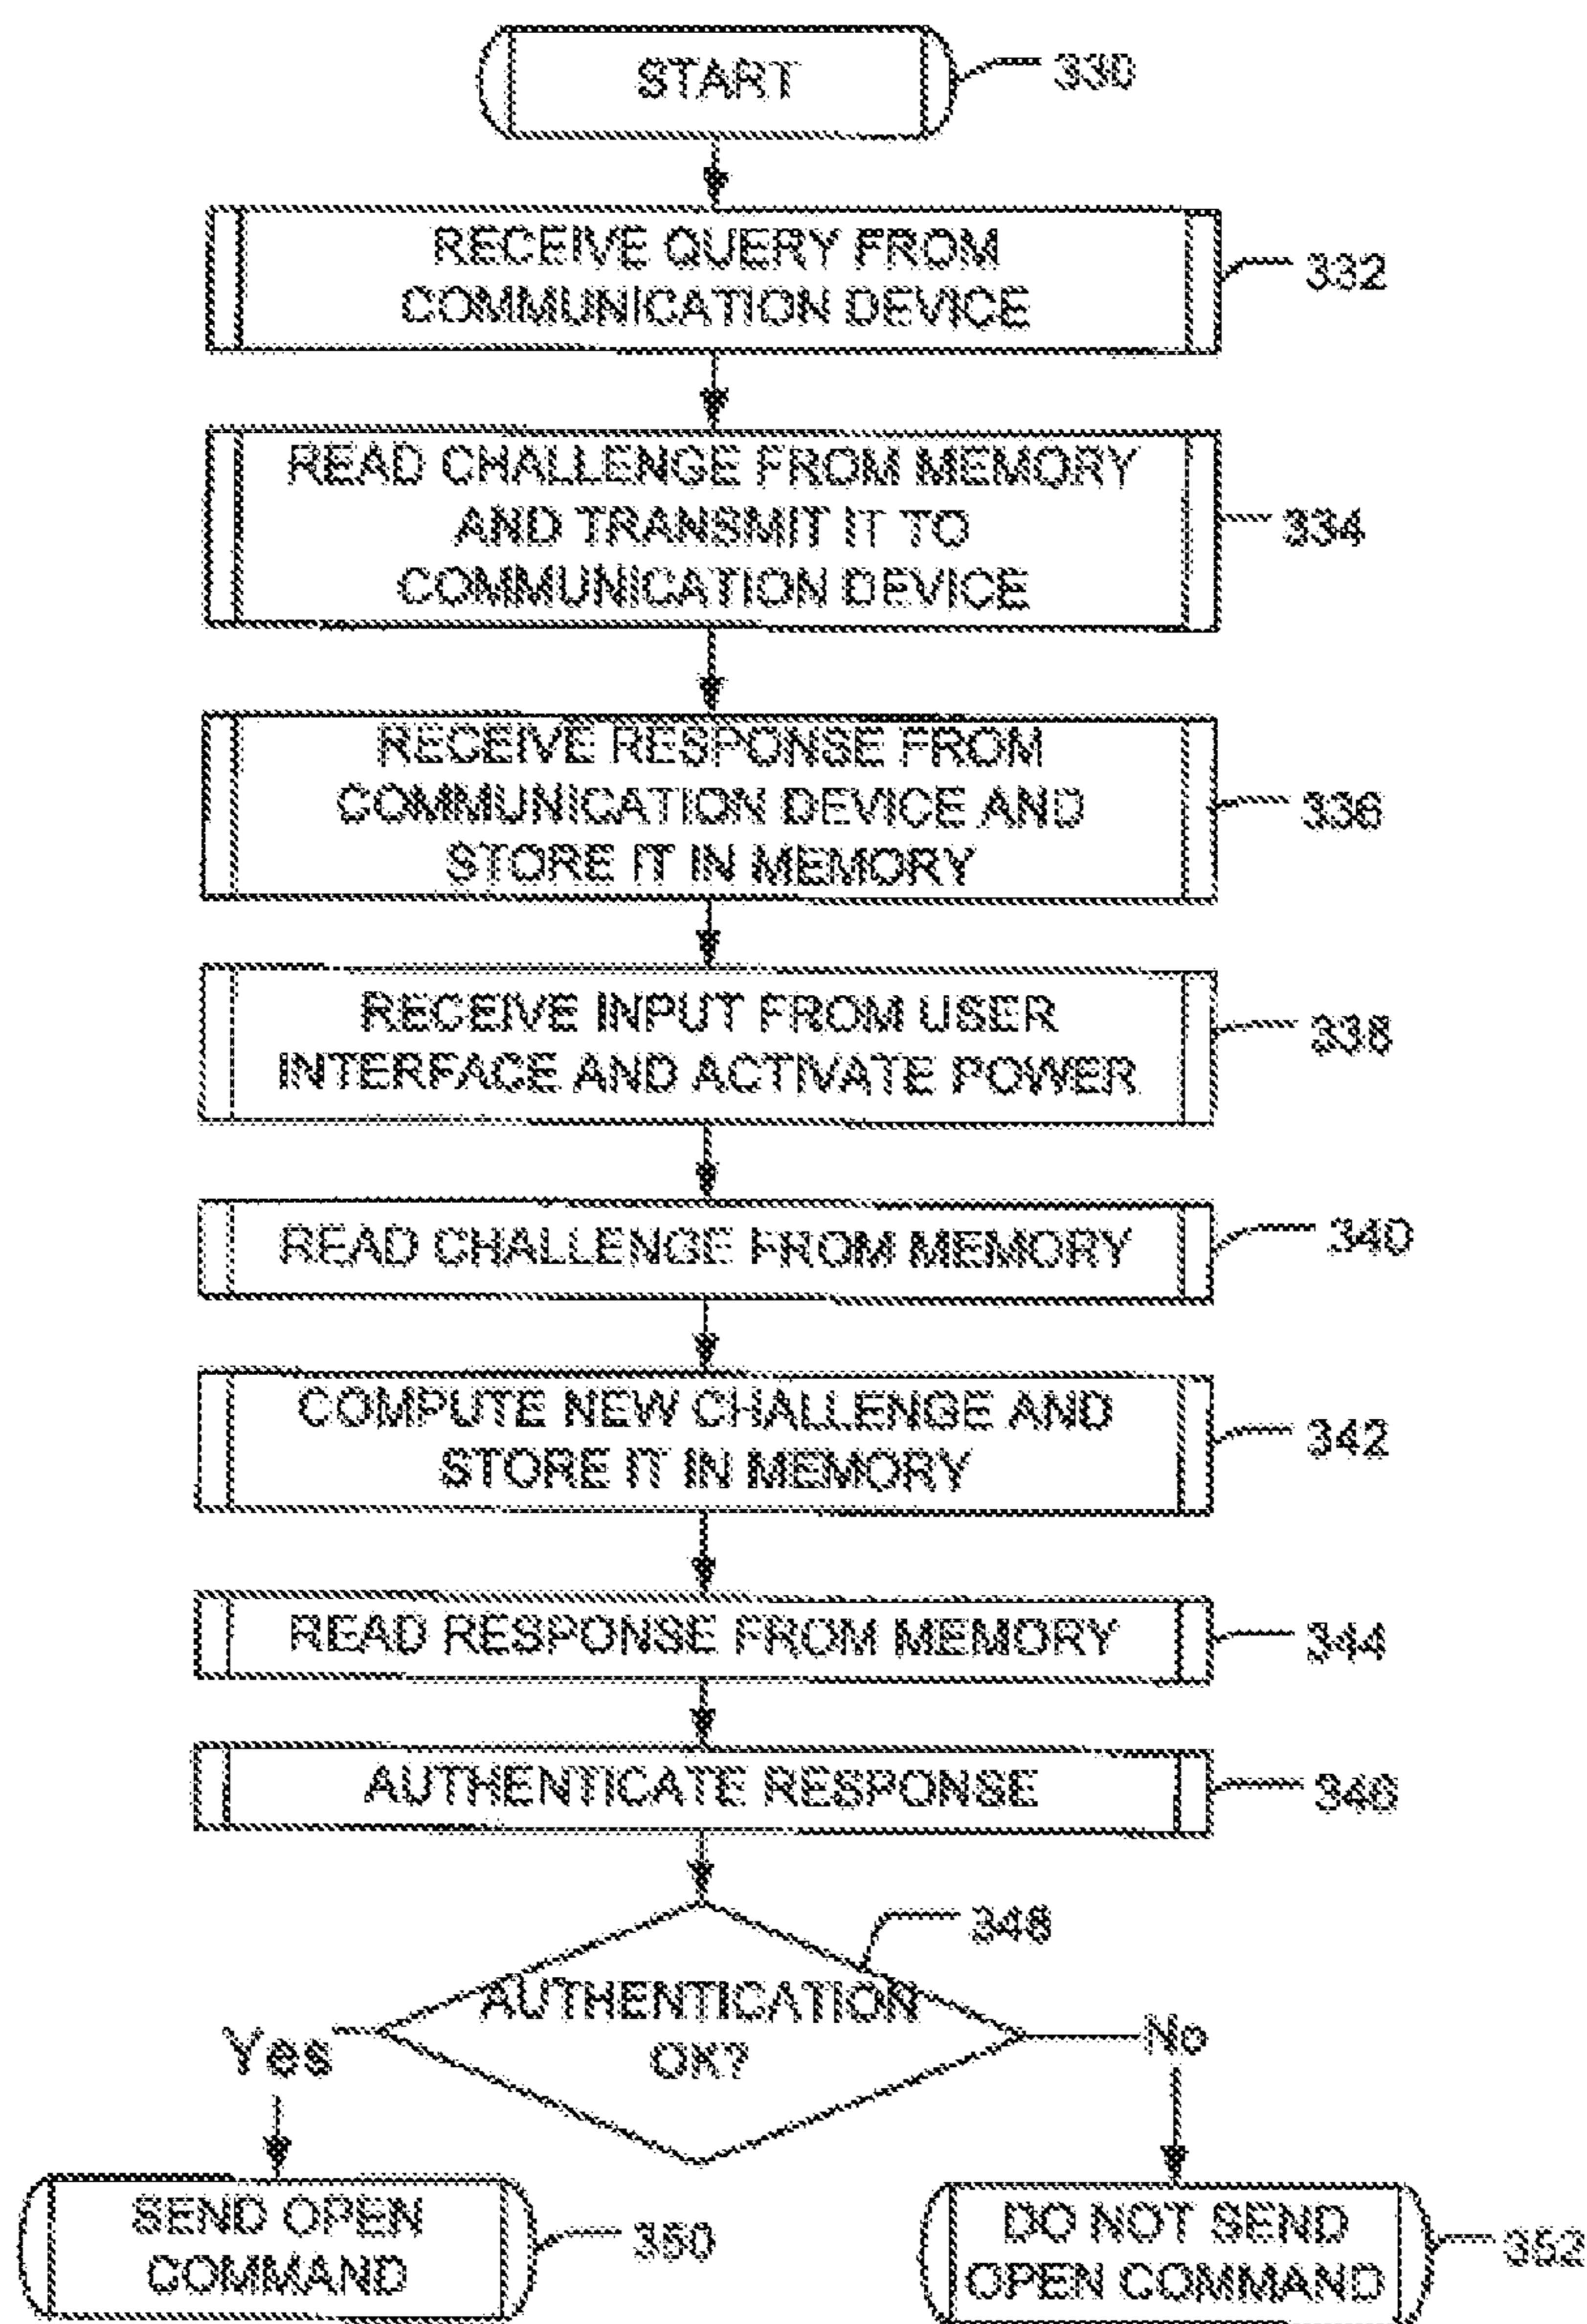 START
330
RECEIVE QUERY FROM
COMMUNICATION DEVICE
332
READ CHALLENGE FROM MEMORY
AND TRANSMIT IT TO
COMMUNICATION DEVICE
334
RECEIVE RESPONSE FROM
COMMUNICATION DEVICE AND
STORE IT IN MEMORY
336
RECEIVE INPUT FROM USER
INTERFACE AND ACTIVATE POWER
338
READ CHALLENGE FROM MEMORY
340
COMPUTE NEW CHALLENGE AND
STORE IT IN MEMORY
342
READ RESPONSE FROM MEMORY
344
AUTHENTICATE RESPONSE
346
348
AUTHENTICATION
OK?
Yes
No
SEND OPEN
COMMAND
350
DO NOT SEND
OPEN COMMAND
352